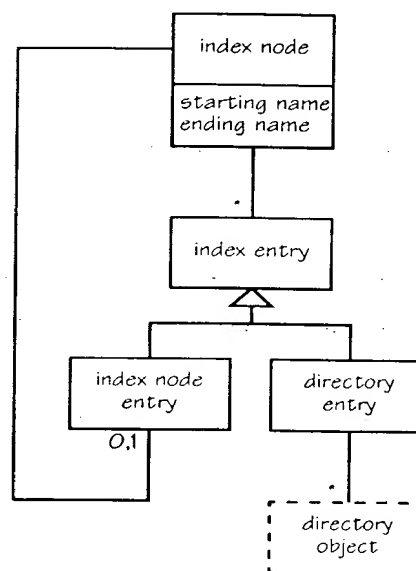 index node
starting name
ending name
index entry
index node
entry
directory
entry
0,1
directory
object